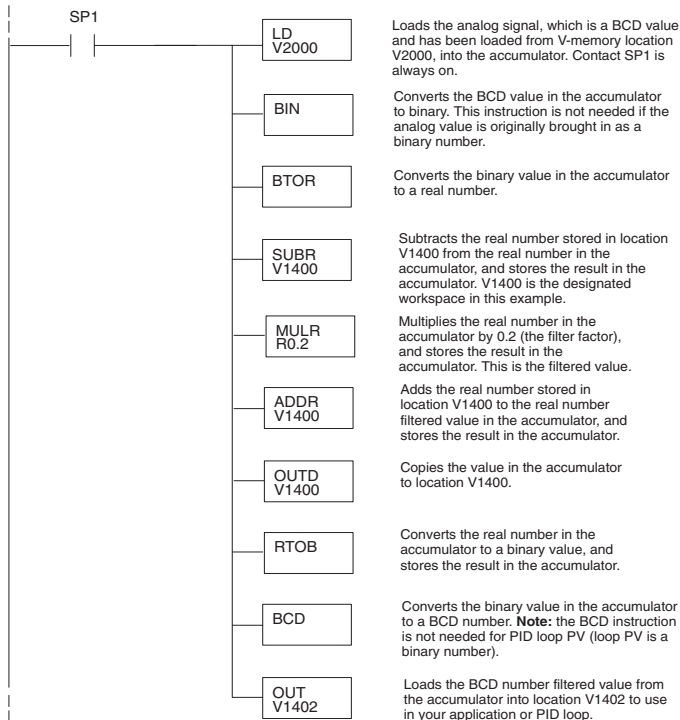 SP1
LD
V2000
Loads the analog signal, which is a BCD value
and has been loaded from V-memory location
V2000, into the accumulator. Contact SP1 is
always on.
BIN
Converts the BCD value in the accumulator
to binary. This instruction is not needed if the
analog value is originally brought in as a
binary number.
BTOR
Converts the binary value in the accumulator
to a real number.
SUBR
V1400
Subtracts the real number stored in location
V1400 from the real number in the
accumulator, and stores the result in the
accumulator. V1400 is the designated
workspace in this example.
MULR
R0.2
Multiplies the real number in the
accumulator by 0.2 (the filter factor),
and stores the result in the
accumulator. This is the filtered value.
ADDR
V1400
Adds the real number stored in
location V1400 to the real number
filtered value in the accumulator, and
stores the result in the accumulator.
OUTD
V1400
Copies the value in the accumulator
to location V1400.
RTOB
Converts the real number in the
accumulator to a binary value, and
stores the result in the accumulator.
BCD
Converts the binary value in the accumulator
to a BCD number. Note: the BCD instruction
is not needed for PID loop PV (loop PV is a
binary number).
OUT
V1402
Loads the BCD number filtered value from
the accumulator into location V1402 to use
in your application or PID loop.